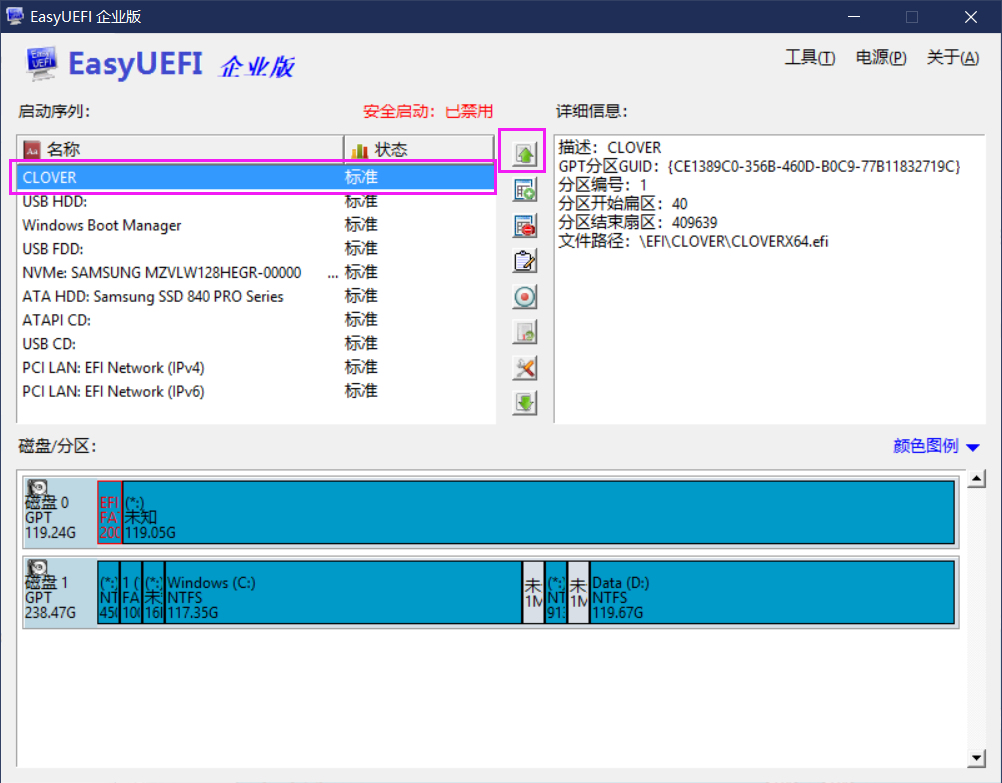 EasyUEFI 企业版
EasyUEFI 企业版
工具(T) 电源(P) 关于(A)
启动序列: 安全启动: 已禁用 详细信息:
名称 状态
CLOVER 标准
USB HDD: 标准
Windows Boot Manager 标准
USB FDD: 标准
NVMe: SAMSUNG MZVLW128HEGR-00000 ... 标准
ATA HDD: Samsung SSD 840 PRO Series 标准
ATAPI CD: 标准
USB CD: 标准
PCI LAN: EFI Network (IPv4) 标准
PCI LAN: EFI Network (IPv6) 标准
描述: CLOVER
GPT分区GUID: {CE1389C0-356B-460D-B0C9-77B11832719C}
分区编号: 1
分区开始扇区: 40
分区结束扇区: 409639
文件路径: \EFI\CLOVER\CLOVERX64.efi
磁盘/分区: 颜色图例
磁盘 0
GPT
119.24G
EFI
FA
200
(*:)
未知
119.05G
磁盘 1
GPT
238.47G
(*:)
NT
450
1 (
FA
100
(*:)
未
16
Windows (C:)
NTFS
117.35G
未
1M
(*:)
NT
913
未
1M
Data (D:)
NTFS
119.67G